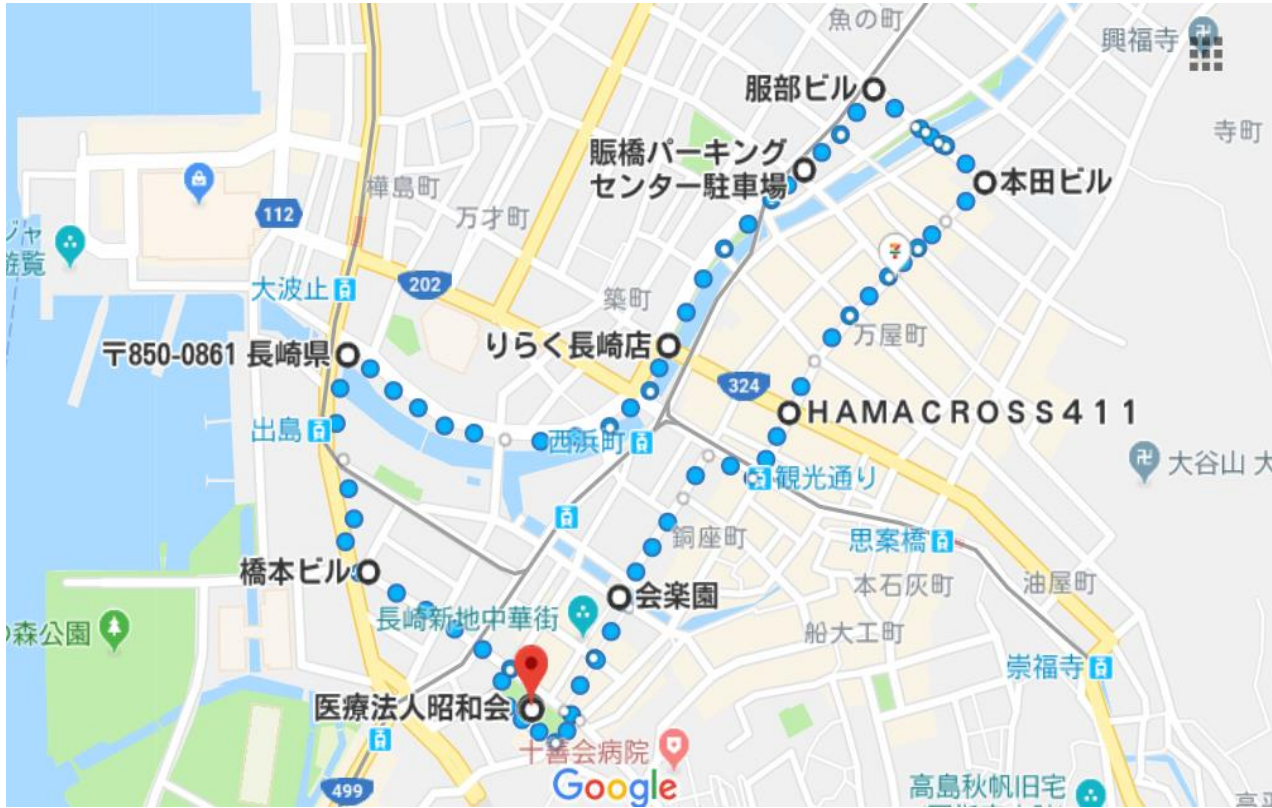 魚の町
興福寺
服部ビル
寺町
賑橋パーキング
センター駐車場
本田ビル
樺島町
112
万才町
ジャ
遊覧
大波止
202
築町
万屋町
〒850-0861 長崎県
りらく長崎店
324
HAMACROSS411
出島
西浜町
大谷山 大
観光通り
銅座町
思案橋
橋本ビル
会楽園
本石灰町
油屋町
長崎新地中華街
の森公園
船大工町
崇福寺
医療法人昭和会
十善会病院
499
Google
高島秋帆旧宅